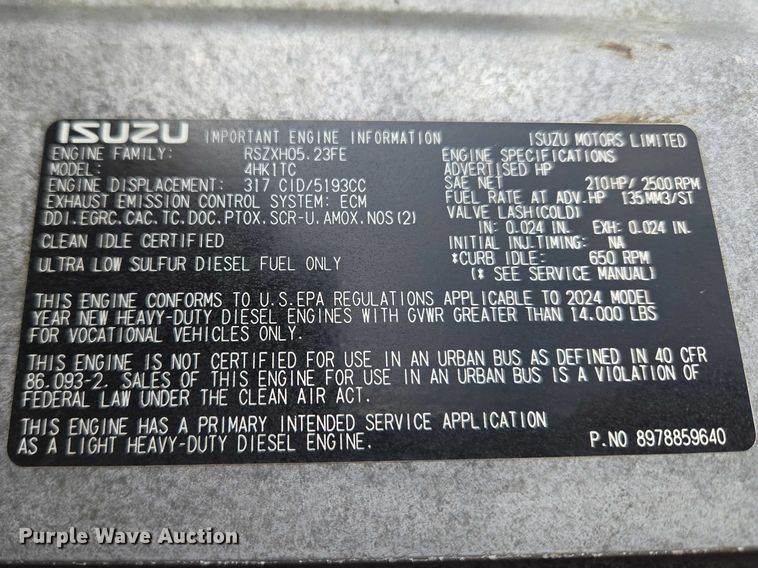 ISUZU IMPORTANT ENGINE INFORMATION ISUZU MOTORS LIMITED
ENGINE FAMILY: RSZXH05.23FE
MODEL: 4HK1TC
ENGINE DISPLACEMENT: 317 CID/5193CC
EXHAUST EMISSION CONTROL SYSTEM: ECM
DDI.EGRC.CAC.TC.DOC.PTOX.SCR-U.AMOX.NOS(2)
CLEAN IDLE CERTIFIED
ULTRA LOW SULFUR DIESEL FUEL ONLY
ENGINE SPECIFICATIONS
ADVERTISED HP
SAE NET 210HP/2500RPM
FUEL RATE AT ADV.HP 135MM3/ST
VALVE LASH(COLD)
IN: 0.024 IN. EXH: 0.024 IN.
INITIAL INJ.TIMING: NA
*CURB IDLE: 650 RPM
(* SEE SERVICE MANUAL)
THIS ENGINE CONFORMS TO U.S.EPA REGULATIONS APPLICABLE TO 2024 MODEL
YEAR NEW HEAVY-DUTY DIESEL ENGINES WITH GVWR GREATER THAN 14.000 LBS
FOR VOCATIONAL VEHICLES ONLY.
THIS ENGINE IS NOT CERTIFIED FOR USE IN AN URBAN BUS AS DEFINED IN 40 CFR
86.093-2. SALES OF THIS ENGINE FOR USE IN AN URBAN BUS IS A VIOLATION OF
FEDERAL LAW UNDER THE CLEAN AIR ACT.
THIS ENGINE HAS A PRIMARY INTENDED SERVICE APPLICATION
AS A LIGHT HEAVY-DUTY DIESEL ENGINE.
P.NO 8978859640
Purple Wave Auction